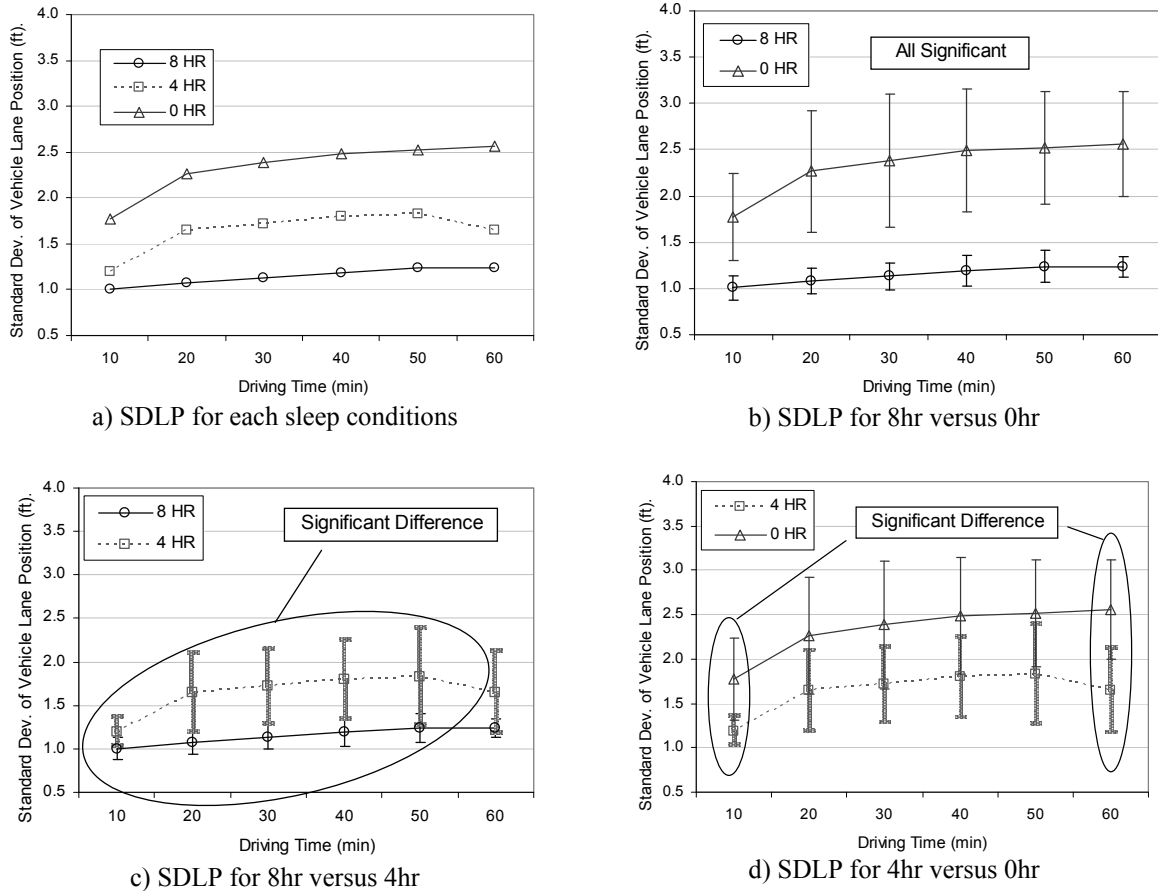 4.0
3.5
3.0
2.5
2.0
1.5
1.0
0.5
Standard Dev. of Vehicle Lane Position (ft).
8 HR
4 HR
0 HR
10 20 30 40 50 60
Driving Time (min)
a) SDLP for each sleep conditions
4.0
3.5
3.0
2.5
2.0
1.5
1.0
0.5
Standard Dev. of Vehicle Lane Position (ft).
8 HR
0 HR
All Significant
10 20 30 40 50 60
Driving Time (min)
b) SDLP for 8hr versus 0hr
4.0
3.5
3.0
2.5
2.0
1.5
1.0
0.5
Standard Dev. of Vehicle Lane Position (ft).
8 HR
4 HR
Significant Difference
10 20 30 40 50 60
Driving Time (min)
c) SDLP for 8hr versus 4hr
4.0
3.5
3.0
2.5
2.0
1.5
1.0
0.5
Standard Dev. of Vehicle Lane Position (ft).
4 HR
0 HR
Significant Difference
10 20 30 40 50 60
Driving Time (min)
d) SDLP for 4hr versus 0hr